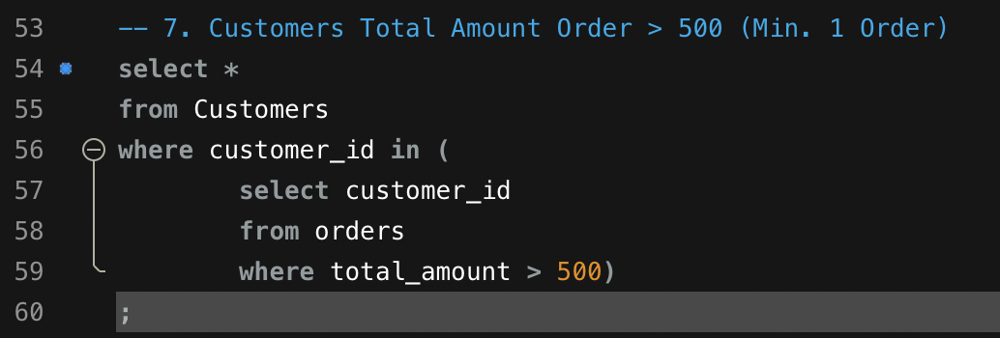 53 -- 7. Customers Total Amount Order > 500 (Min. 1 Order)
54 select *
55 from Customers
56 where customer_id in (
57 select customer_id
58 from orders
59 where total_amount > 500)
60 ;